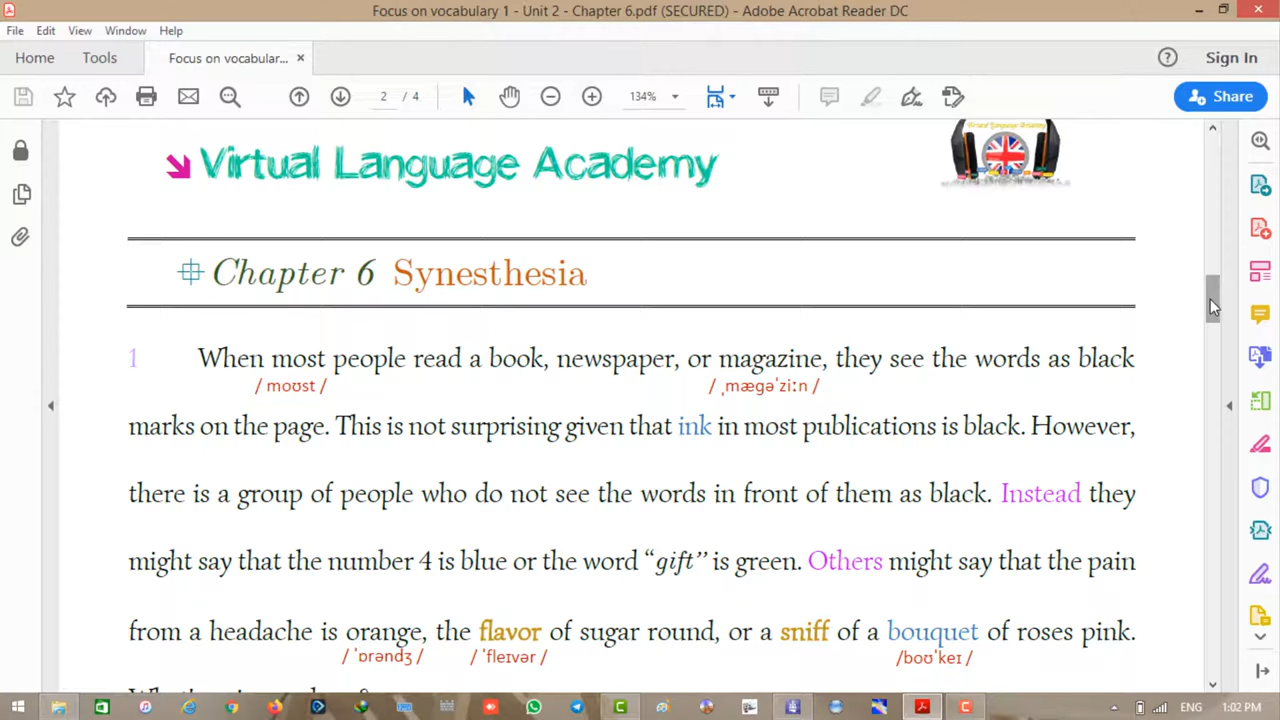 Focus on vocabulary 1 - Unit 2 - Chapter 6.pdf (SECURED) - Adobe Acrobat Reader DC
File Edit View Window Help
Home Tools Focus on vocabular... × Sign In
2 / 4 134% Share
Virtual Language Academy
Chapter 6 Synesthesia
1 When most people read a book, newspaper, or magazine, they see the words as black
/ moʊst / / ˌmæɡəˈziːn /
marks on the page. This is not surprising given that ink in most publications is black. However,
there is a group of people who do not see the words in front of them as black. Instead they
might say that the number 4 is blue or the word “gift” is green. Others might say that the pain
from a headache is orange, the flavor of sugar round, or a sniff of a bouquet of roses pink.
/ ˈɒrəndʒ / / ˈfleɪvər / /boʊˈkeɪ /
ENG 1:02 PM